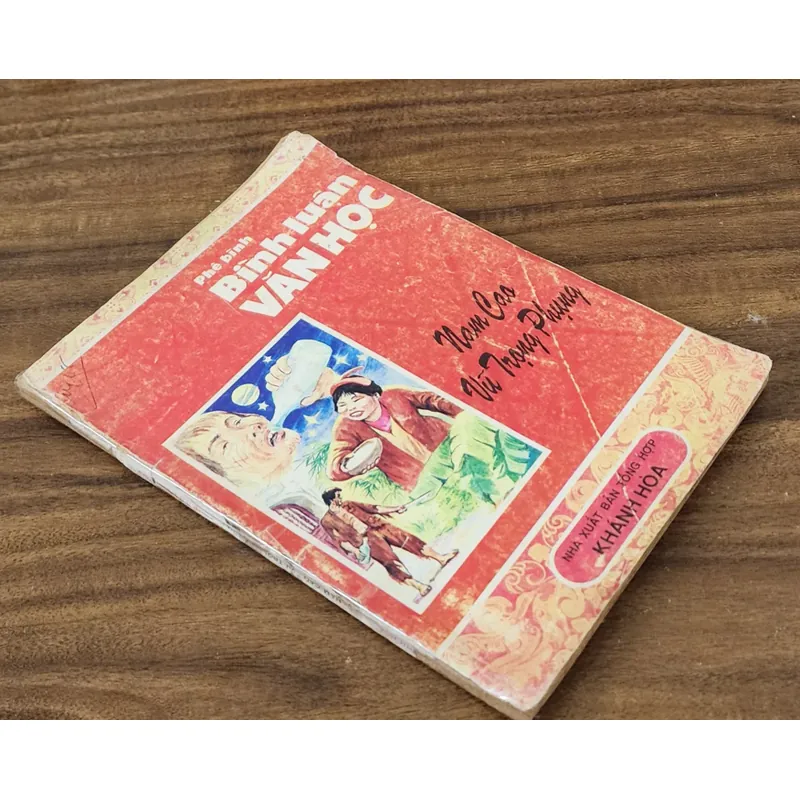 Phê bình
Bình luận
VĂN HỌC
Nam Cao
Vũ Trọng Phụng
NHÀ XUẤT BẢN TỔNG HỢP
KHÁNH HÒA